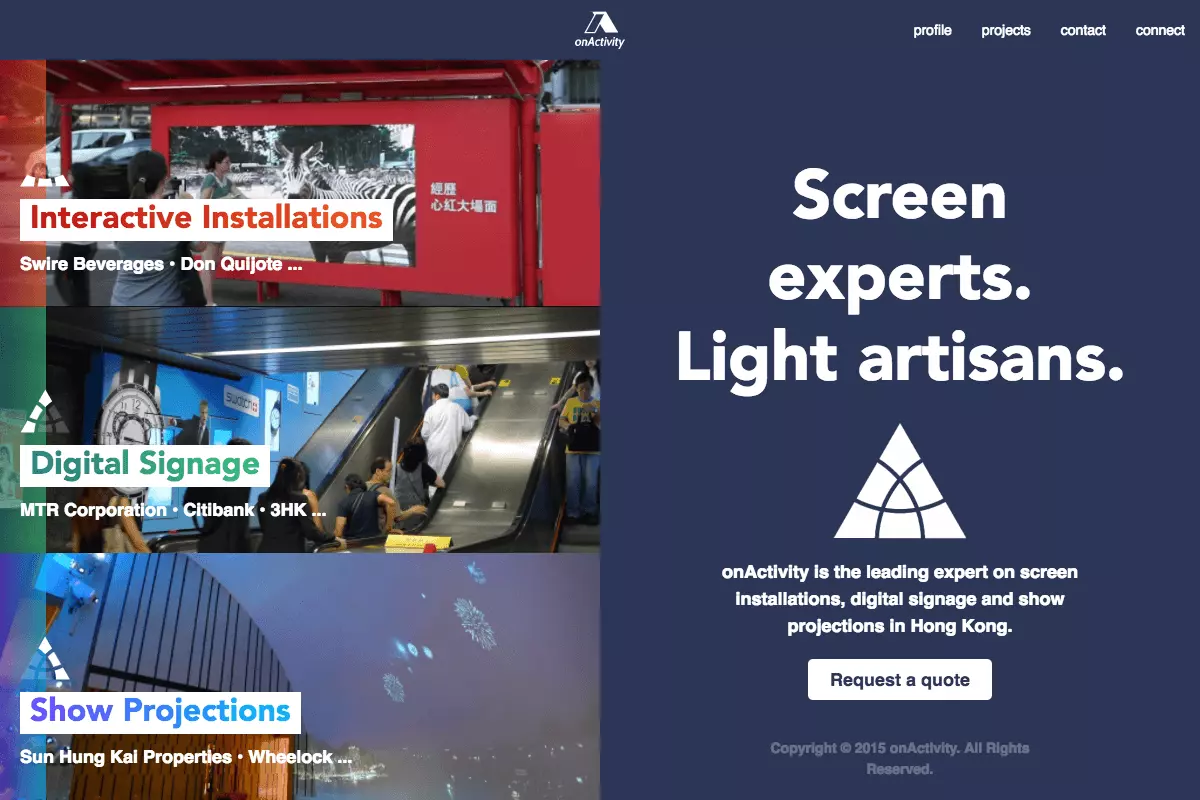 onActivity
profile projects contact connect
經歷
心紅大場面
Interactive Installations
Swire Beverages • Don Quijote ...
swatch
Digital Signage
MTR Corporation • Citibank • 3HK ...
Show Projections
Sun Hung Kai Properties • Wheelock ...
Screen
experts.
Light artisans.
onActivity is the leading expert on screen
installations, digital signage and show
projections in Hong Kong.
Request a quote
Copyright © 2015 onActivity. All Rights
Reserved.